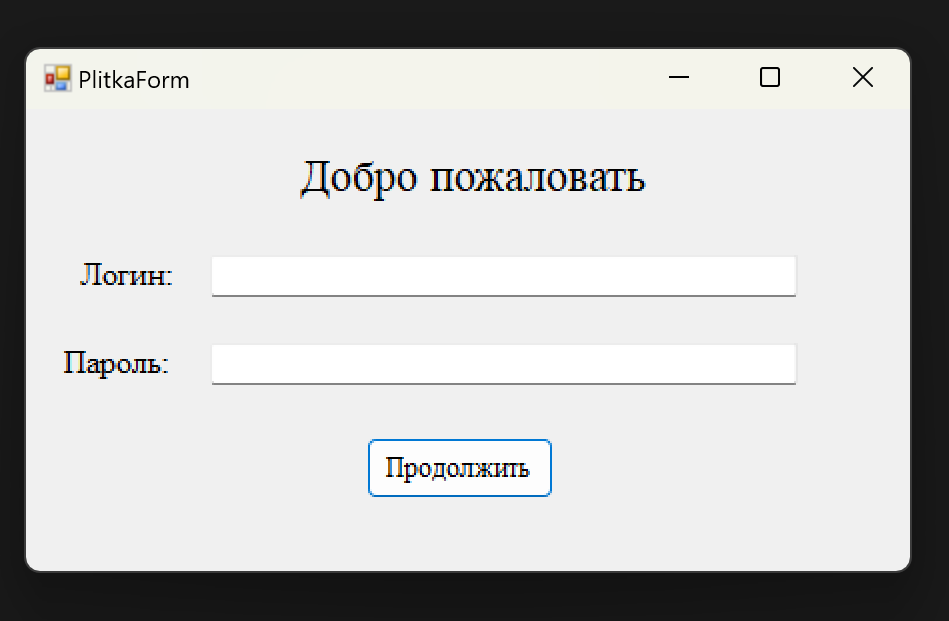 PlitkaForm
Добро пожаловать
Логин:
Пароль:
Продолжить